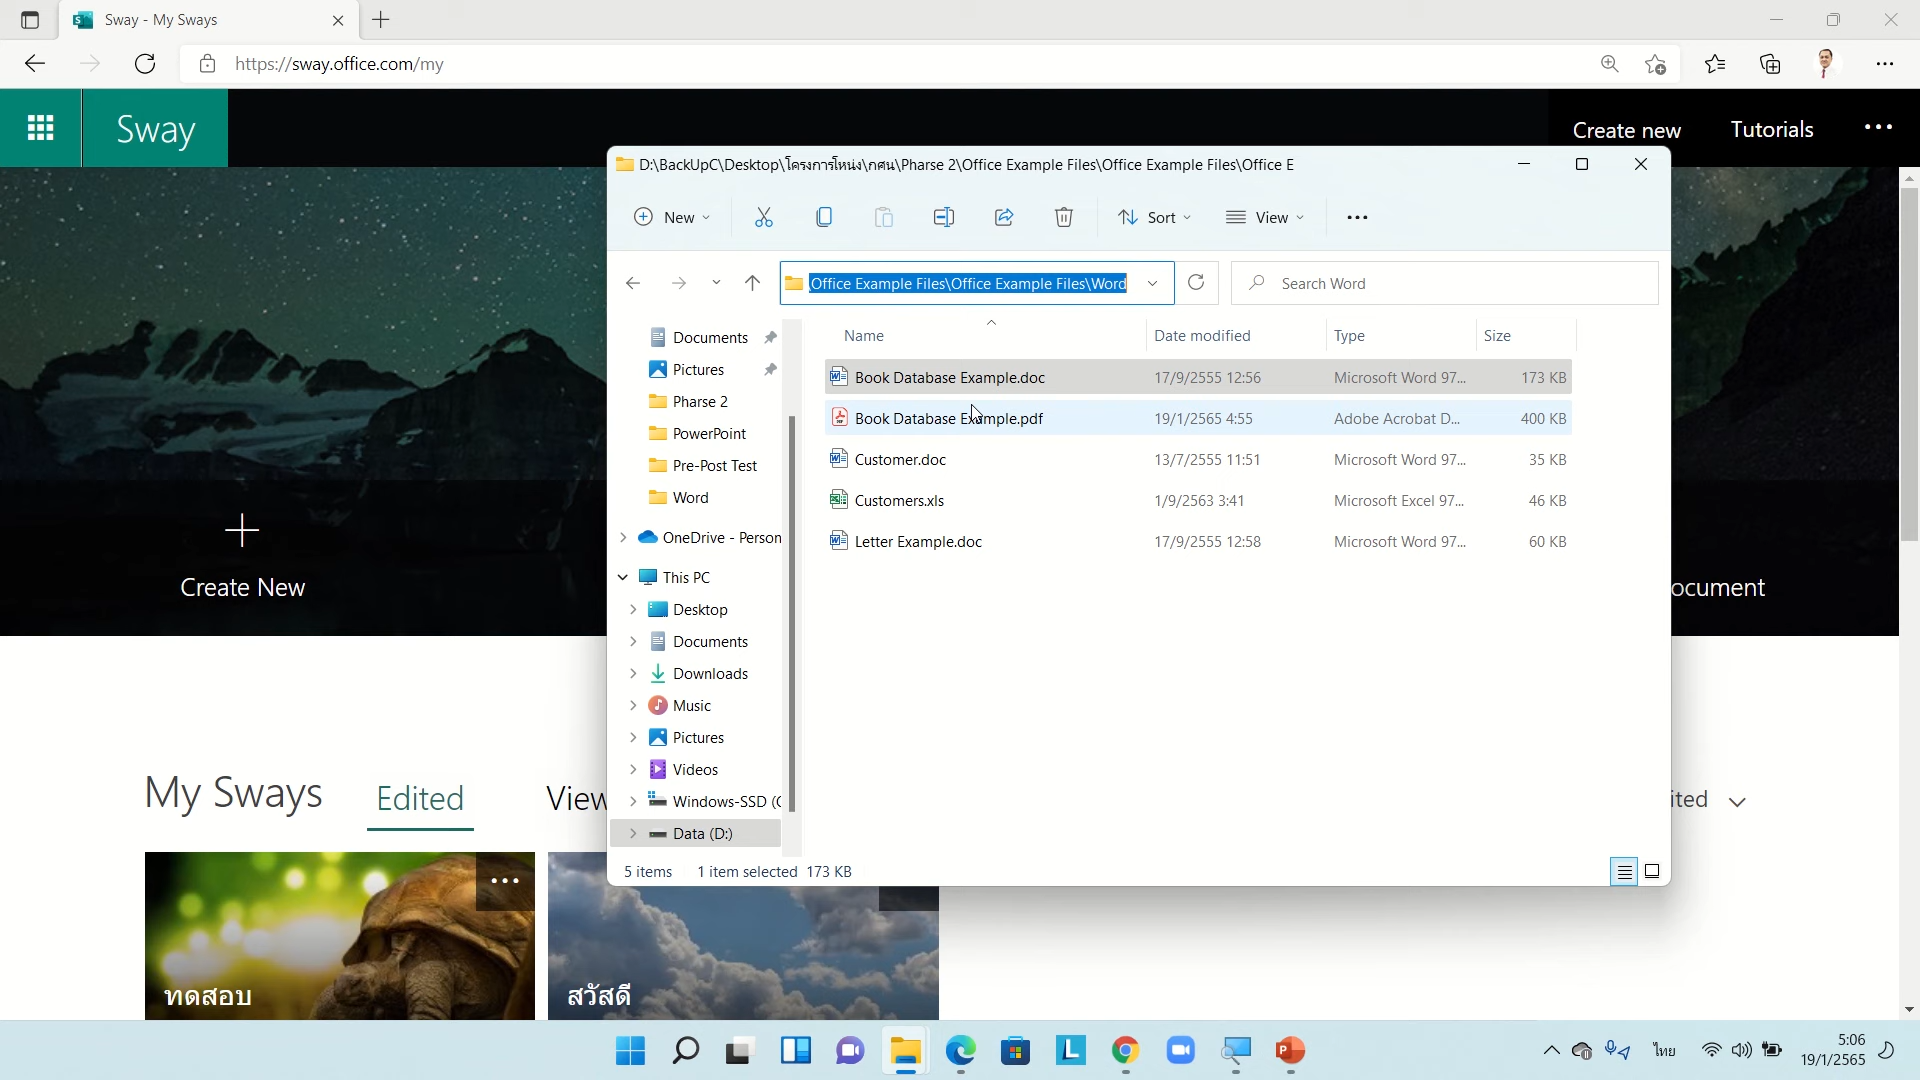 Sway - My Sways
https://sway.office.com/my
Sway
Create new
Tutorials
D:\BackUpC\Desktop\โครงการไหน่ง\กศน\Pharse 2\Office Example Files\Office Example Files\Office E
New
Sort
View
Office Example Files\Office Example Files\Word
Search Word
Name
Date modified
Type
Size
Documents
Pictures
Pharse 2
PowerPoint
Pre-Post Test
Word
OneDrive - Person
This PC
Desktop
Documents
Downloads
Music
Pictures
Videos
Windows-SSD (C
Data (D:)
Book Database Example.doc 17/9/2555 12:56 Microsoft Word 97... 173 KB
Book Database Example.pdf 19/1/2565 4:55 Adobe Acrobat D... 400 KB
Customer.doc 13/7/2555 11:51 Microsoft Word 97... 35 KB
Customers.xls 1/9/2563 3:41 Microsoft Excel 97... 46 KB
Letter Example.doc 17/9/2555 12:58 Microsoft Word 97... 60 KB
5 items 1 item selected 173 KB
Create New
ocument
My Sways
Edited
View
ited
ทดสอบ
สวัสดี
ไทย
5:06
19/1/2565